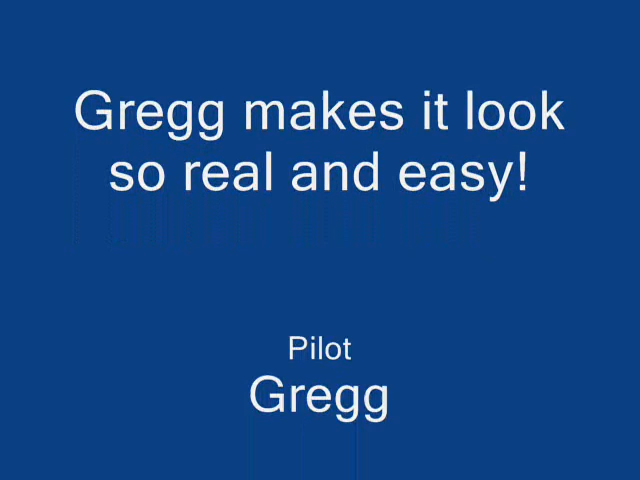 Gregg makes it look
so real and easy!
Pilot
Gregg